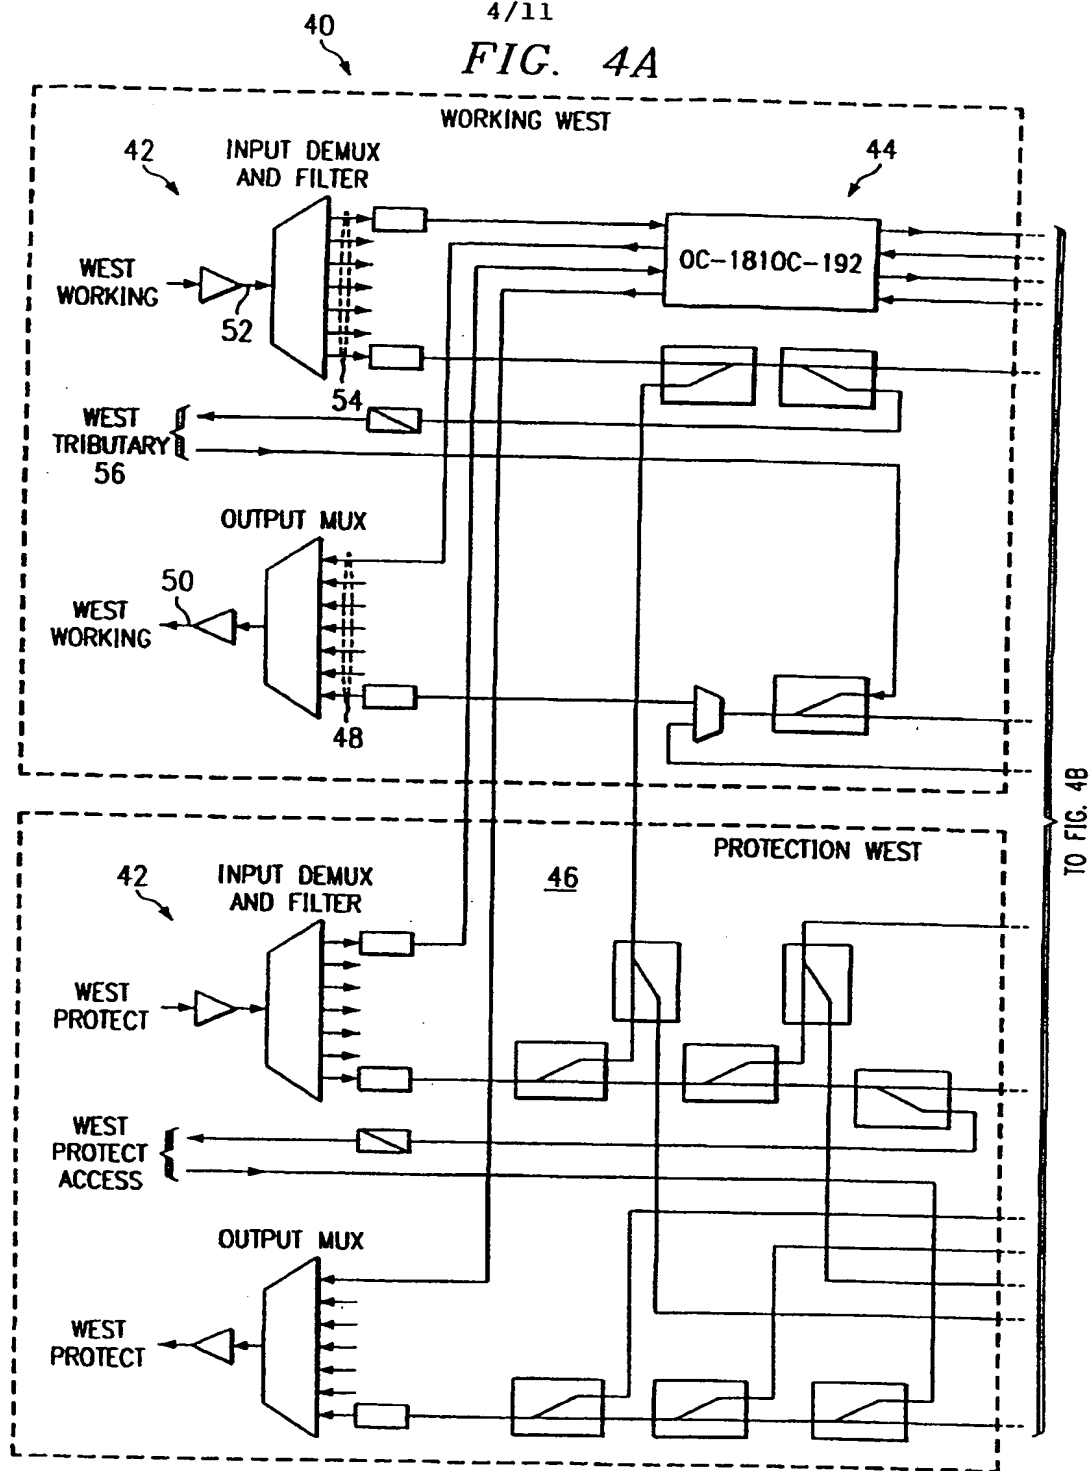 4/11
FIG. 4A
40
WORKING WEST
42
INPUT DEMUX
AND FILTER
44
WEST
WORKING
52
OC-1810C-192
54
WEST
TRIBUTARY
56
OUTPUT MUX
50
WEST
WORKING
48
TO FIG. 4B
PROTECTION WEST
42
INPUT DEMUX
AND FILTER
46
WEST
PROTECT
WEST
PROTECT
ACCESS
OUTPUT MUX
WEST
PROTECT